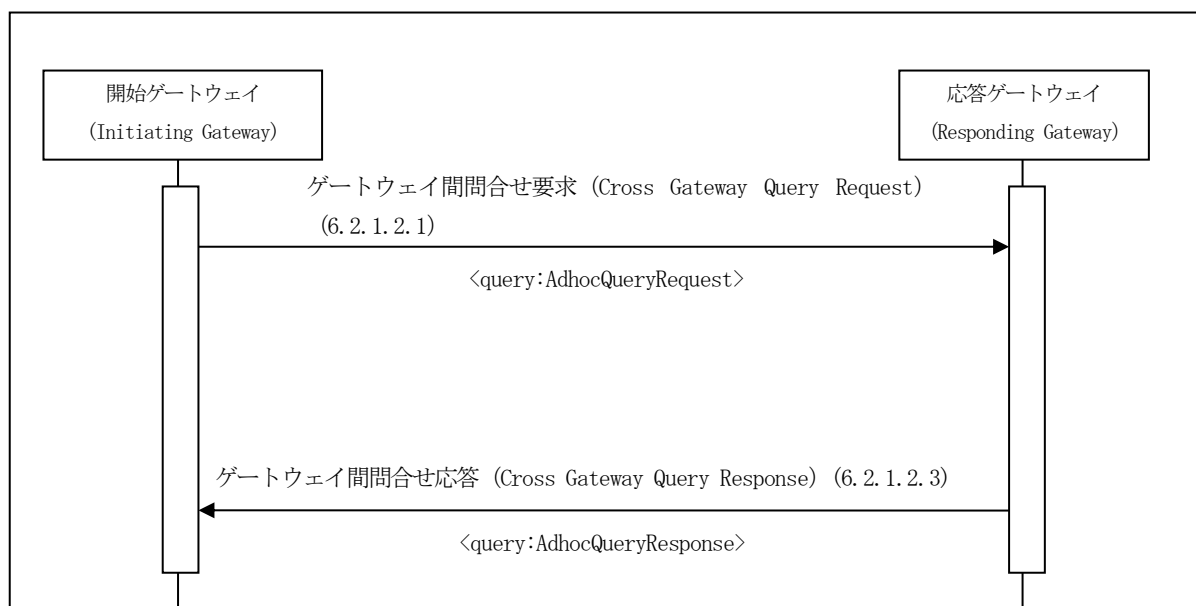 開始ゲートウェイ
(Initiating Gateway)
応答ゲートウェイ
(Responding Gateway)
ゲートウェイ間問合せ要求 (Cross Gateway Query Request)
(6.2.1.2.1)
<query:AdhocQueryRequest>
ゲートウェイ間問合せ応答 (Cross Gateway Query Response) (6.2.1.2.3)
<query:AdhocQueryResponse>